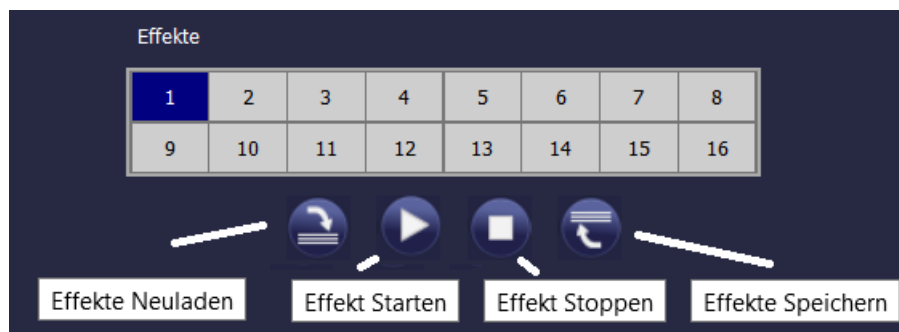 Effekte
1 2 3 4 5 6 7 8
9 10 11 12 13 14 15 16
Effekte Neuladen Effekt Starten Effekt Stoppen Effekte Speichern